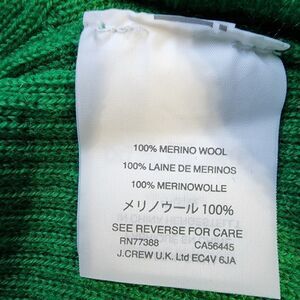 100% MERINO WOOL
100% LAINE DE MERINOS
100% MERINOWOLLE
メリノウール 100%
SEE REVERSE FOR CARE
RN77388 CA56445
J.CREW U.K. Ltd EC4V 6JA